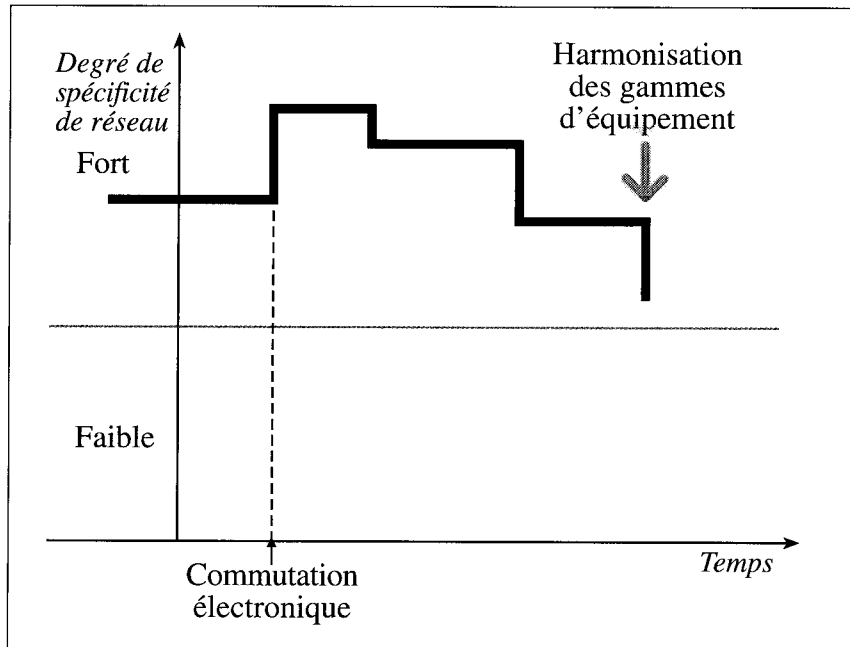 Degré de
spécificité
de réseau
Harmonisation
des gammes
d'équipement
Fort
Faible
Temps
Commutation
électronique